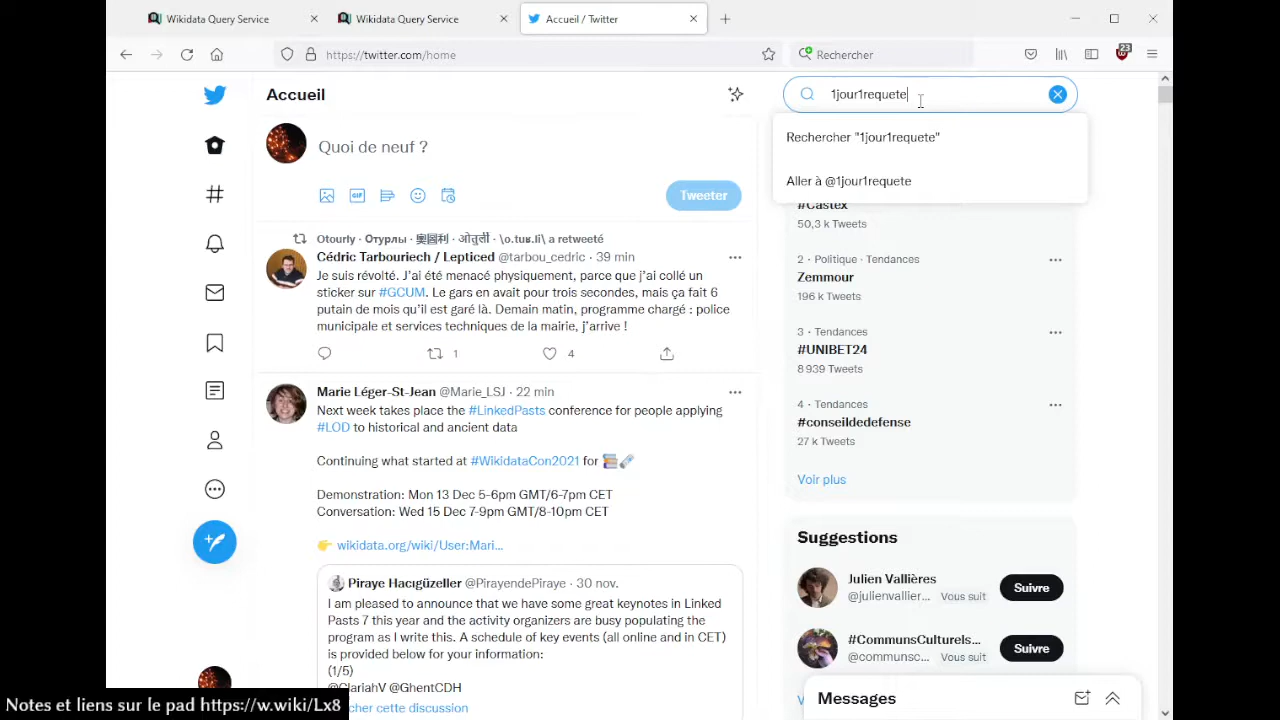 Wikidata Query Service
Wikidata Query Service
Accueil / Twitter
https://twitter.com/home
Rechercher
23
Accueil
1jour1requete
Rechercher "1jour1requete"
Aller à @1jour1requete
Quoi de neuf ?
GIF
Tweeter
#Castex
50,3 k Tweets
2 · Politique · Tendances
Zemmour
196 k Tweets
3 · Tendances
#UNIBET24
8 939 Tweets
4 · Tendances
#conseildedefense
27 k Tweets
Voir plus
Otourly · Отурлы · 奧圖利 · ओतुर्ली · \o.tuʁ.li\ a retweeté
Cédric Tarbouriech / Lepticed @tarbou_cedric · 39 min
Je suis révolté. J'ai été menacé physiquement, parce que j'ai collé un
sticker sur #GCUM. Le gars en avait pour trois secondes, mais ça fait 6
putain de mois qu'il est garé là. Demain matin, programme chargé : police
municipale et services techniques de la mairie, j'arrive !
1
4
Marie Léger-St-Jean @Marie_LSJ · 22 min
Next week takes place the #LinkedPasts conference for people applying
#LOD to historical and ancient data
Continuing what started at #WikidataCon2021 for
Demonstration: Mon 13 Dec 5-6pm GMT/6-7pm CET
Conversation: Wed 15 Dec 7-9pm GMT/8-10pm CET
wikidata.org/wiki/User:Mari...
Piraye Hacıgüzeller @PirayendePiraye · 30 nov.
I am pleased to announce that we have some great keynotes in Linked
Pasts 7 this year and the activity organizers are busy populating the
program as I write this. A schedule of key events (all online and in CET)
is provided below for your information:
(1/5)
@ClariahV @GhentCDH
cher cette discussion
Suggestions
Julien Vallières
@julienvallier... Vous suit
Suivre
#CommunsCulturels...
@communsc... Vous suit
Suivre
Messages
Notes et liens sur le pad https://w.wiki/Lx8